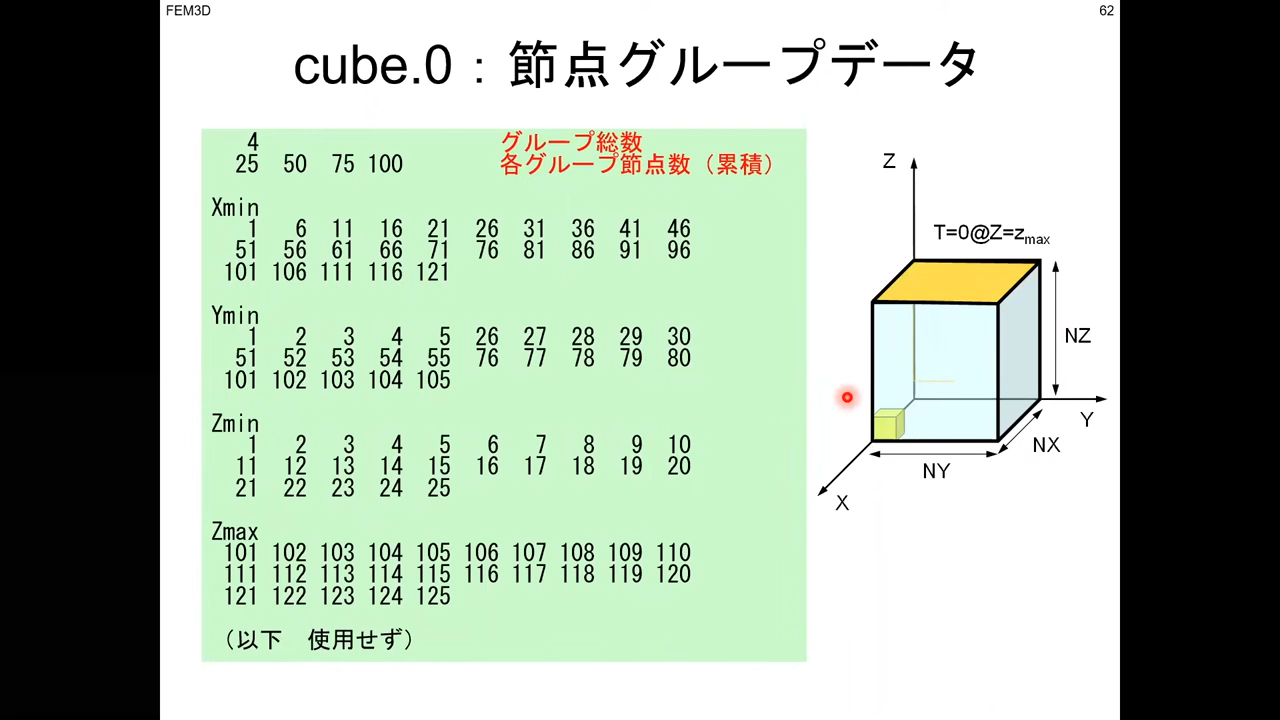 FEM3D
62
cube.0：節点グループデータ
4 グループ総数
25 50 75 100 各グループ節点数（累積）
Xmin
1 6 11 16 21 26 31 36 41 46
51 56 61 66 71 76 81 86 91 96
101 106 111 116 121
Ymin
1 2 3 4 5 26 27 28 29 30
51 52 53 54 55 76 77 78 79 80
101 102 103 104 105
Zmin
1 2 3 4 5 6 7 8 9 10
11 12 13 14 15 16 17 18 19 20
21 22 23 24 25
Zmax
101 102 103 104 105 106 107 108 109 110
111 112 113 114 115 116 117 118 119 120
121 122 123 124 125
（以下　使用せず）
Z
T=0@Z=zmax
NZ
Y
NX
NY
X